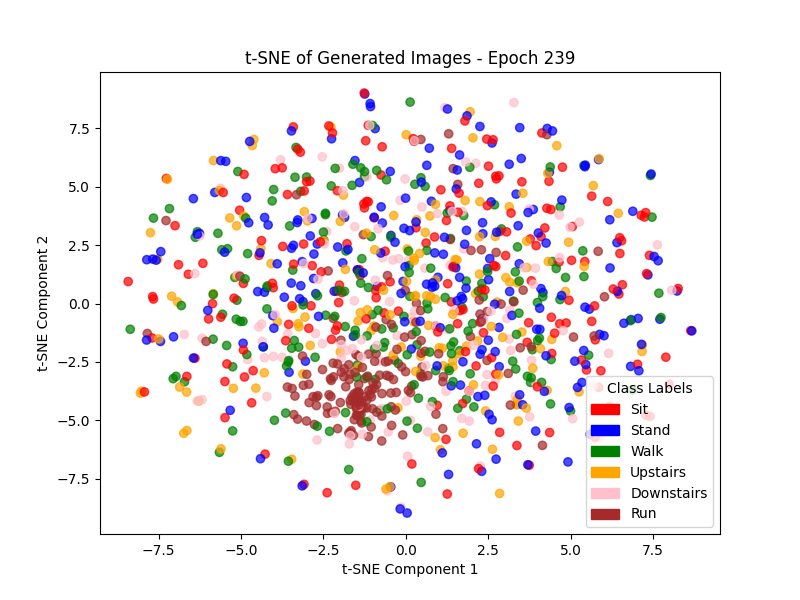 t-SNE of Generated Images - Epoch 239
t-SNE Component 2
7.5
5.0
2.5
0.0
−2.5
−5.0
−7.5
Class Labels
Sit
Stand
Walk
Upstairs
Downstairs
Run
−7.5 −5.0 −2.5 0.0 2.5 5.0 7.5
t-SNE Component 1